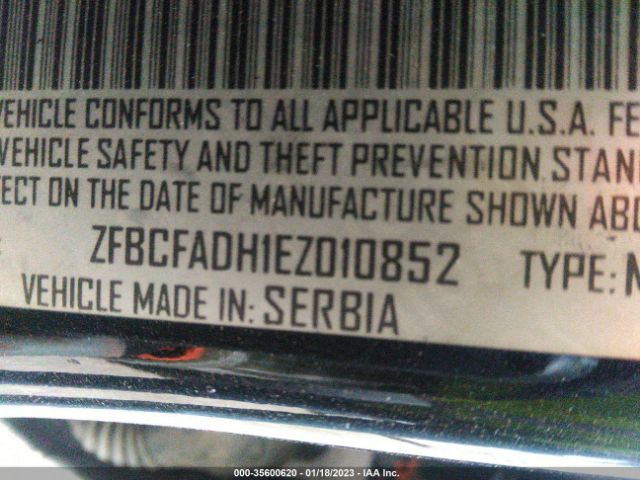 VEHICLE CONFORMS TO ALL APPLICABLE U.S.A. FE
VEHICLE SAFETY AND THEFT PREVENTION STAN
ECT ON THE DATE OF MANUFACTURE SHOWN ABO
ZFBCFADH1EZ010852 TYPE:
VEHICLE MADE IN: SERBIA
000-35600620 - 01/18/2023 - IAA Inc.